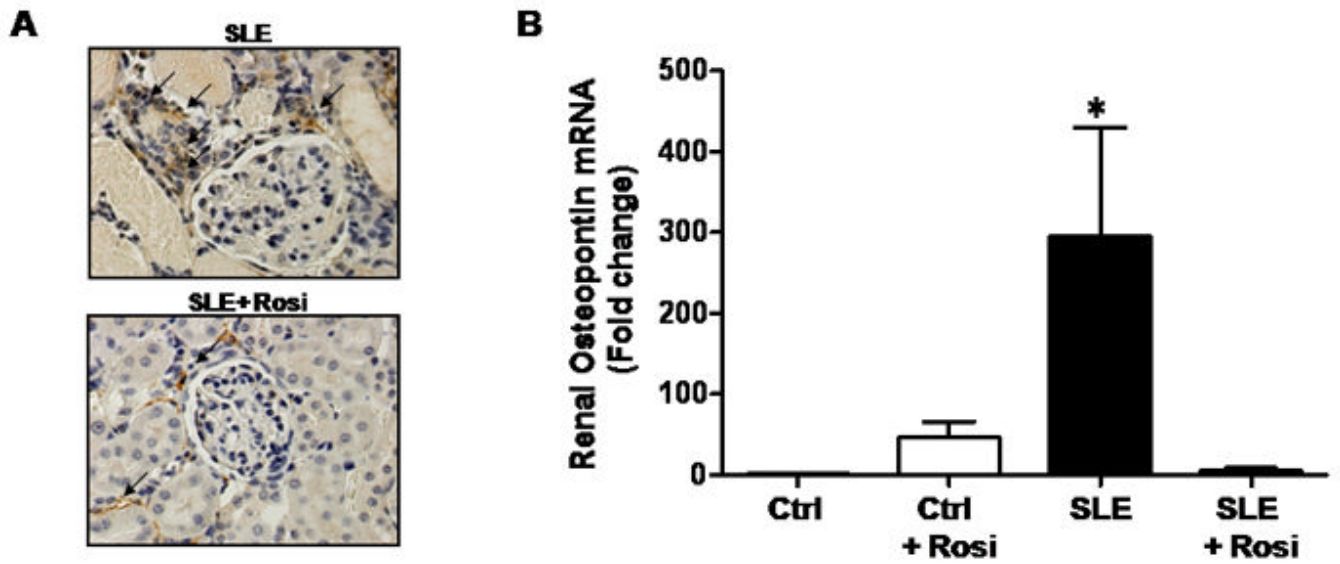 A
SLE
SLE+Rosi
B
Renal Osteopontin mRNA
(Fold change)
500
400
300
200
100
0
*
Ctrl
Ctrl
+ Rosi
SLE
SLE
+ Rosi